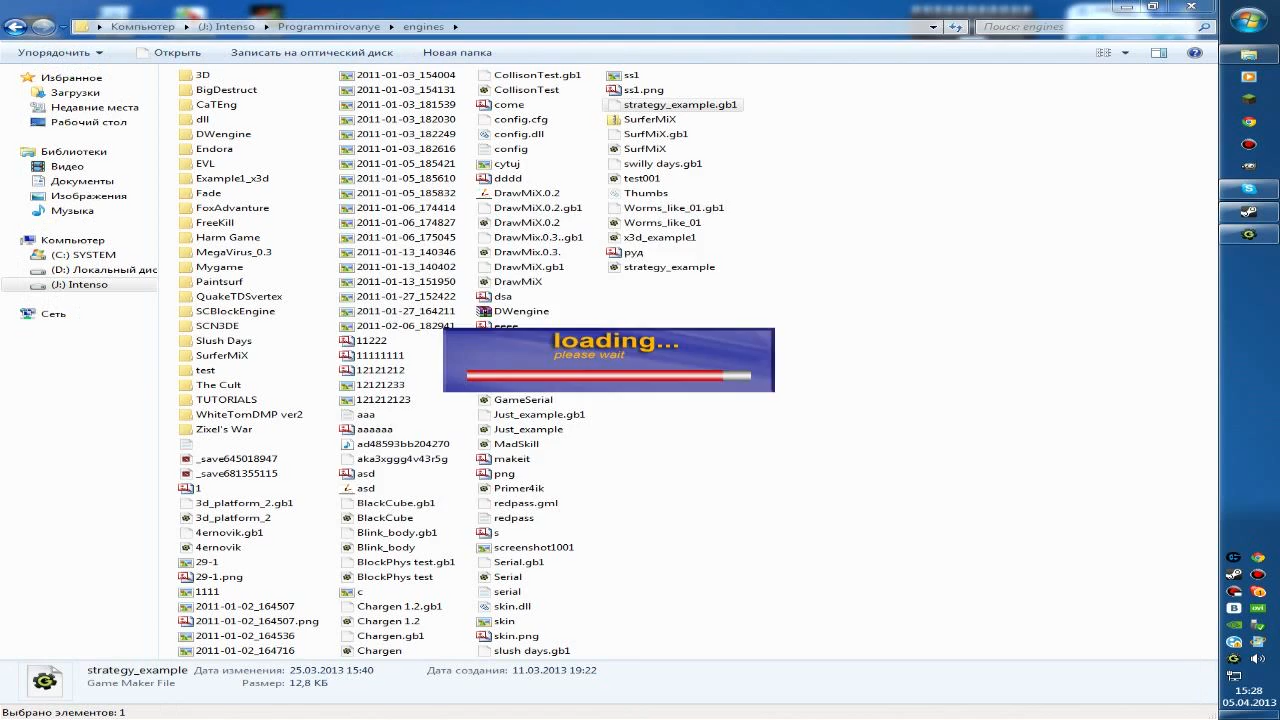 Компьютер ▸ (J:) Intenso ▸ Programmirovanye ▸ engines ▸
Поиск: engines
Упорядочить
Открыть
Записать на оптический диск
Новая папка
Избранное
Загрузки
Недавние места
Рабочий стол
Библиотеки
Видео
Документы
Изображения
Музыка
Компьютер
(C:) SYSTEM
(D:) Локальный дис
(J:) Intenso
Сеть
3D
BigDestruct
CaTEng
dll
DWengine
Endora
EVL
Example1_x3d
Fade
FoxAdvanture
FreeKill
Harm Game
MegaVirus_0.3
Mygame
Paintsurf
QuakeTDSvertex
SCBlockEngine
SCN3DE
Slush Days
SurferMiX
test
The Cult
TUTORIALS
WhiteTomDMP ver2
Zixel's War
_save645018947
_save681355115
1
3d_platform_2.gb1
3d_platform_2
4ernovik.gb1
4ernovik
29-1
29-1.png
1111
2011-01-02_164507
2011-01-02_164507.png
2011-01-02_164536
2011-01-02_164716
2011-01-03_154004
2011-01-03_154131
2011-01-03_181539
2011-01-03_182030
2011-01-03_182249
2011-01-03_182616
2011-01-05_185421
2011-01-05_185610
2011-01-05_185832
2011-01-06_174414
2011-01-06_174827
2011-01-06_175045
2011-01-13_140346
2011-01-13_140402
2011-01-13_151950
2011-01-27_152422
2011-01-27_164211
2011-02-06_182941
11222
11111111
12121212
12121233
121212123
aaa
aaaaaa
ad48593bb204270
aka3xggg4v43r5g
asd
asd
BlackCube.gb1
BlackCube
Blink_body.gb1
Blink_body
BlockPhys test.gb1
BlockPhys test
c
Chargen 1.2.gb1
Chargen 1.2
Chargen.gb1
Chargen
CollisonTest.gb1
CollisonTest
come
config.cfg
config.dll
config
cytuj
dddd
DrawMiX.0.2
DrawMiX.0.2.gb1
DrawMiX.0.2
DrawMix.0.3..gb1
DrawMix.0.3.
DrawMiX.gb1
DrawMiX
dsa
DWengine
eeee
loading...
please wait
GameSerial
Just_example.gb1
Just_example
MadSkill
makeit
png
Primer4ik
redpass.gml
redpass
s
screenshot1001
Serial.gb1
Serial
serial
skin.dll
skin
skin.png
slush days.gb1
ss1
ss1.png
strategy_example.gb1
SurferMiX
SurfMiX.gb1
SurfMiX
swilly days.gb1
test001
Thumbs
Worms_like_01.gb1
Worms_like_01
x3d_example1
руд
strategy_example
strategy_example Дата изменения: 25.03.2013 15:40 Дата создания: 11.03.2013 19:22
Game Maker File Размер: 12,8 КБ
Выбрано элементов: 1
15:28
05.04.2013